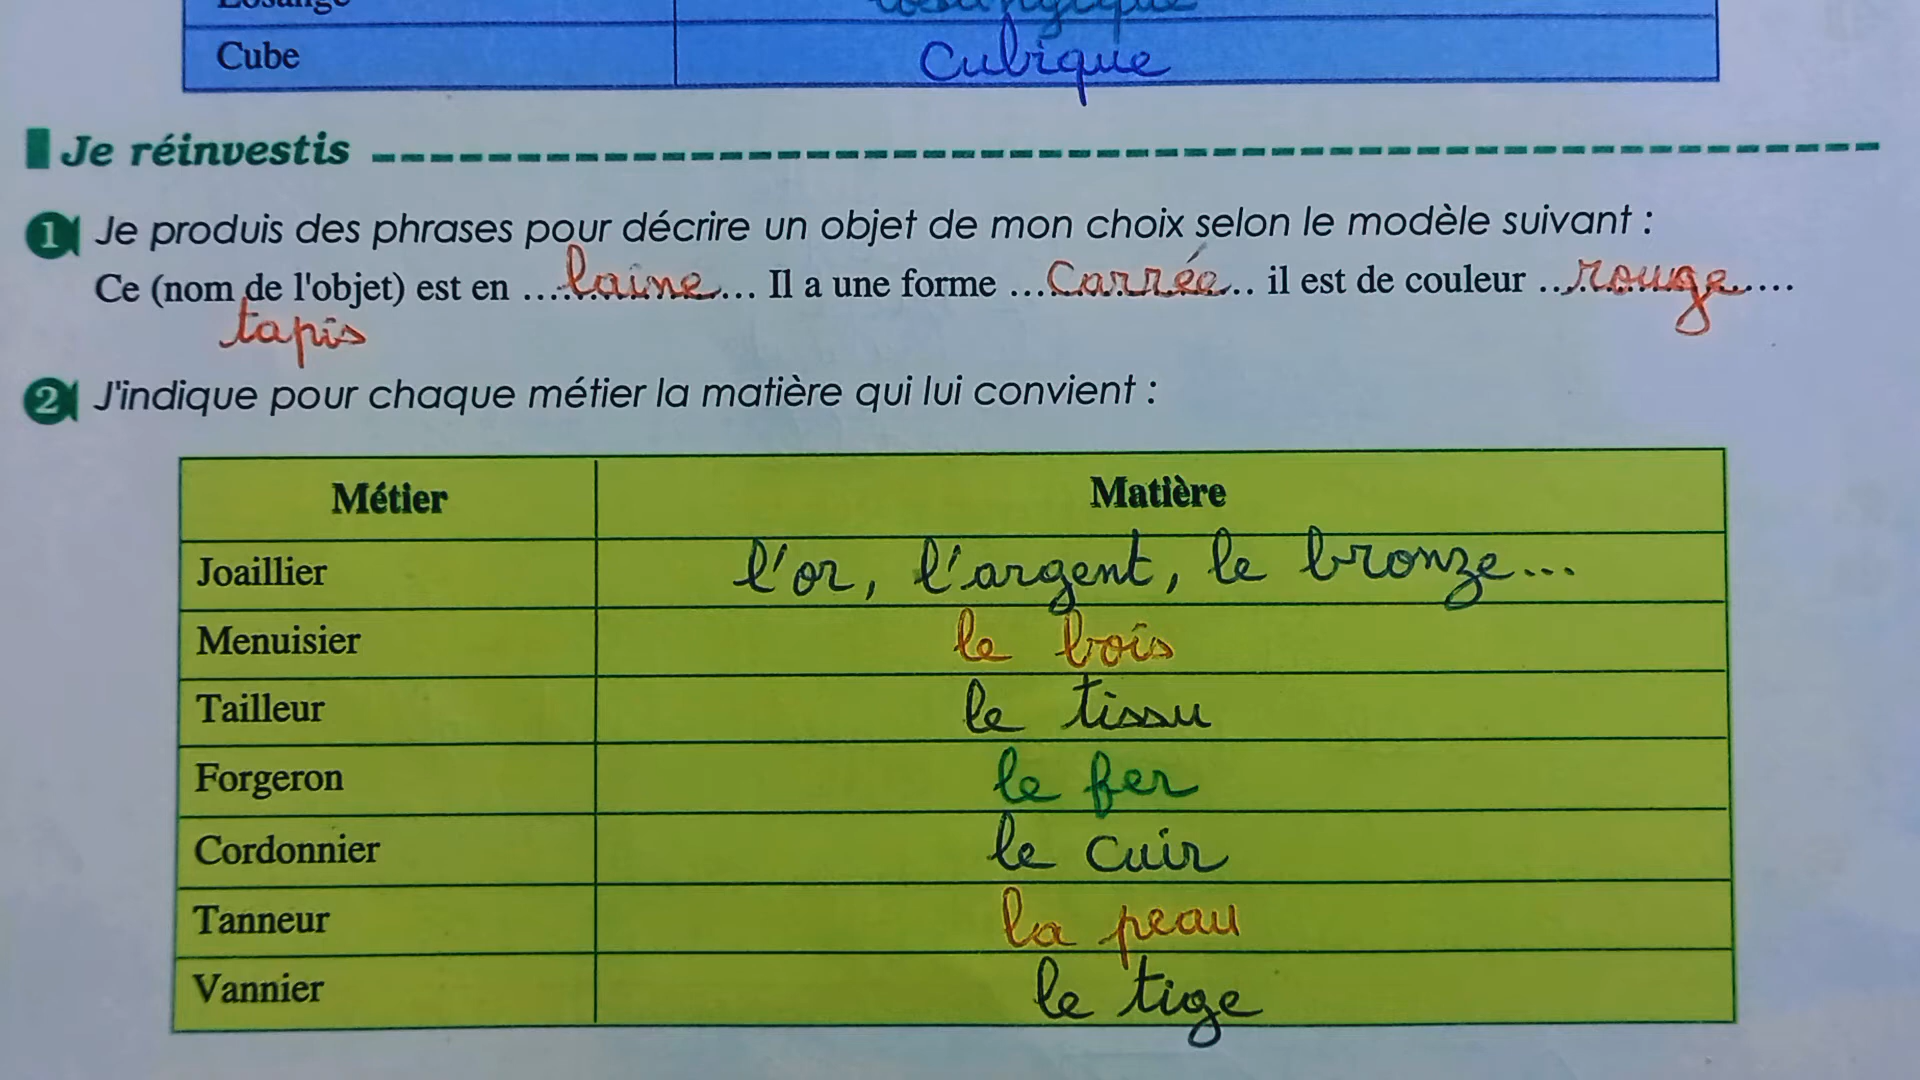 Losange losangique
Cube Cubique
Je réinvestis
1 Je produis des phrases pour décrire un objet de mon choix selon le modèle suivant :
Ce (nom de l'objet) est en ....laine.... Il a une forme ...Carrée... il est de couleur ...rouge....
tapis
2 J'indique pour chaque métier la matière qui lui convient :
Métier Matière
Joaillier l'or, l'argent, le bronze...
Menuisier le bois
Tailleur le tissu
Forgeron le fer
Cordonnier le cuir
Tanneur la peau
Vannier le tige